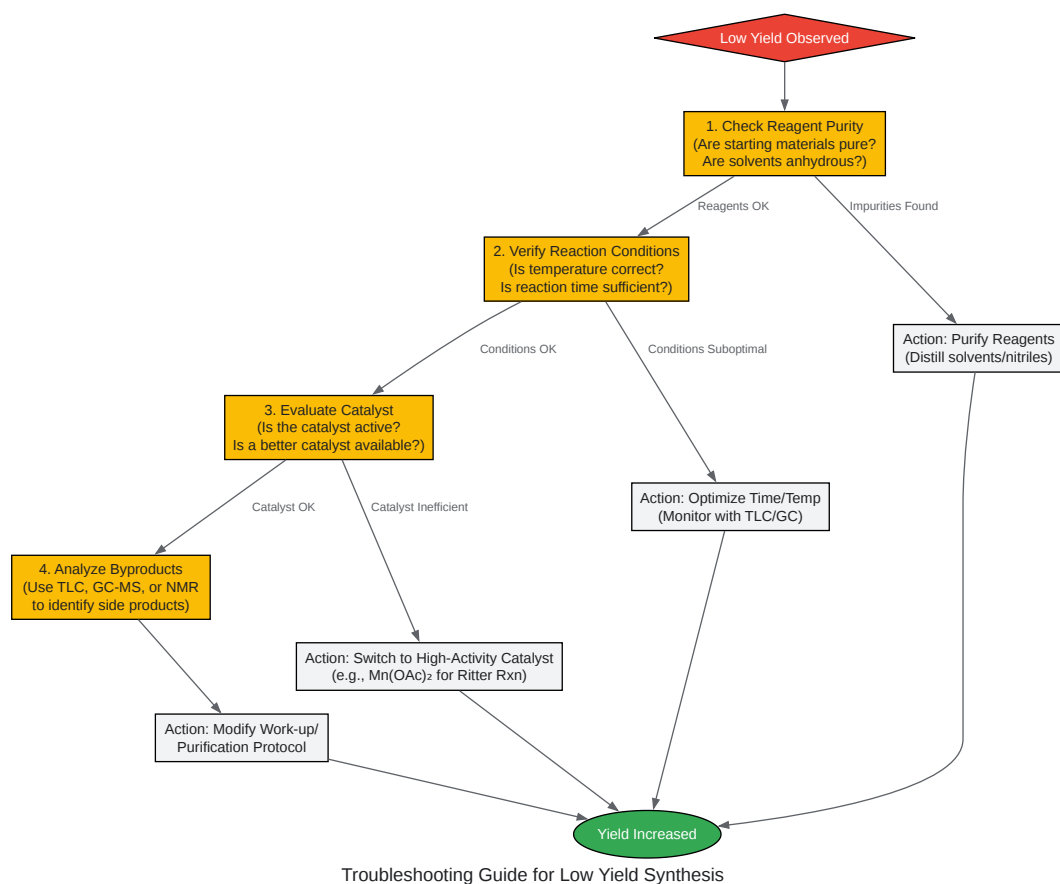 Low Yield Observed
1. Check Reagent Purity
(Are starting materials pure?
Are solvents anhydrous?)
Reagents OK
Impurities Found
2. Verify Reaction Conditions
(Is temperature correct?
Is reaction time sufficient?)
Action: Purify Reagents
(Distill solvents/nitriles)
Conditions OK
Conditions Suboptimal
3. Evaluate Catalyst
(Is the catalyst active?
Is a better catalyst available?)
Action: Optimize Time/Temp
(Monitor with TLC/GC)
Catalyst OK
Catalyst Inefficient
4. Analyze Byproducts
(Use TLC, GC-MS, or NMR
to identify side products)
Action: Switch to High-Activity Catalyst
(e.g., Mn(OAc)₂ for Ritter Rxn)
Action: Modify Work-up/
Purification Protocol
Yield Increased
Troubleshooting Guide for Low Yield Synthesis